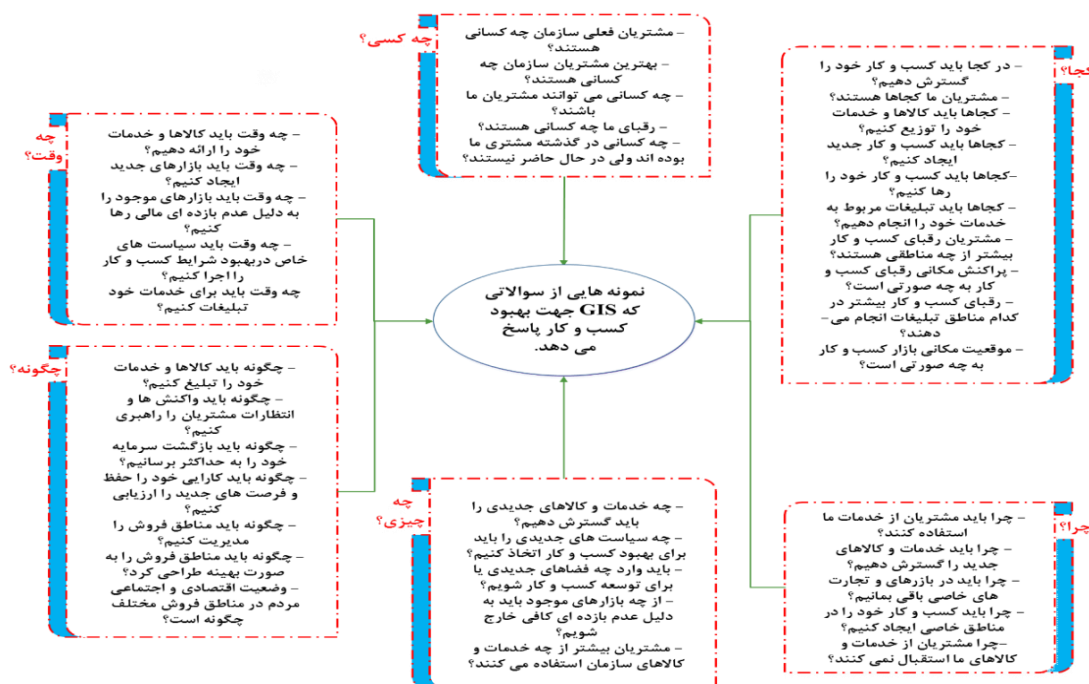 چه کسی؟
– مشتریان فعلی سازمان چه کسانی
هستند؟
– بهترین مشتریان سازمان چه
کسانی هستند؟
– چه کسانی می توانند مشتریان ما
باشند؟
– رقبای ما چه کسانی هستند؟
– چه کسانی در گذشته مشتری ما
بوده اند ولی در حال حاضر نیستند؟
کجا؟
– در کجا باید کسب و کار خود را
گسترش دهیم؟
– مشتریان ما کجاها هستند؟
– کجاها باید کالاها و خدمات
خود را توزیع کنیم؟
– کجاها باید کسب و کار جدید
ایجاد کنیم؟
–کجاها باید کسب و کار خود را
رها کنیم؟
– کجاها باید تبلیغات مربوط به
خدمات خود را انجام دهیم؟
– مشتریان رقبای کسب و کار
بیشتر از چه مناطقی هستند؟
– پراکنش مکانی رقبای کسب و
کار به چه صورتی است؟
– رقبای کسب و کار بیشتر در
کدام مناطق تبلیغات انجام می–
دهند؟
– موقعیت مکانی بازار کسب و کار
به چه صورتی است؟
چه
وقت؟
– چه وقت باید کالاها و خدمات
خود را ارائه دهیم؟
– چه وقت باید بازارهای جدید
ایجاد کنیم؟
– چه وقت باید بازارهای موجود را
به دلیل عدم بازده ای مالی رها
کنیم؟
– چه وقت باید سیاست های
خاص دربهبود شرایط کسب و کار
را اجرا کنیم؟
چه وقت باید برای خدمات خود
تبلیغات کنیم؟
نمونه هایی از سوالاتی
که GIS جهت بهبود
کسب و کار پاسخ
می دهد.
چگونه؟
– چگونه باید کالاها و خدمات
خود را تبلیغ کنیم؟
– چگونه باید واکنش ها و
انتظارات مشتریان را راهبری
کنیم؟
– چگونه باید بازگشت سرمایه
خود را به حداکثر برسانیم؟
– چگونه باید کارایی خود را حفظ
و فرصت های جدید را ارزیابی
کنیم؟
– چگونه باید مناطق فروش را
مدیریت کنیم؟
– چگونه باید مناطق فروش را به
صورت بهینه طراحی کرد؟
– وضعیت اقتصادی و اجتماعی
مردم در مناطق فروش مختلف
چگونه است؟
چه
چیزی؟
– چه خدمات و کالاهای جدیدی را
باید گسترش دهیم؟
– چه سیاست های جدیدی را باید
برای بهبود کسب و کار اتخاذ کنیم؟
– باید وارد چه فضاهای جدیدی یا
برای توسعه کسب و کار شویم؟
– از چه بازارهای موجود باید به
دلیل عدم بازده ای کافی خارج
شویم؟
– مشتریان بیشتر از چه خدمات و
کالاهای سازمان استفاده می کنند؟
چرا؟
– چرا باید مشتریان از خدمات ما
استفاده کنند؟
– چرا باید خدمات و کالاهای
جدید را گسترش دهیم؟
– چرا باید در بازرهای و تجارت
های خاصی باقی بمانیم؟
– چرا باید کسب و کار خود را در
مناطق خاصی ایجاد کنیم؟
–چرا مشتریان از خدمات و
کالاهای ما استقبال نمی کنند؟